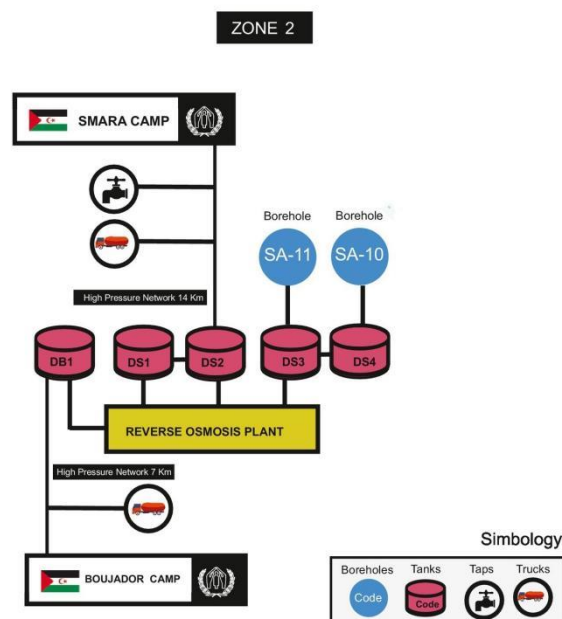 ZONE 2
SMARA CAMP
Borehole
Borehole
SA-11
SA-10
High Pressure Network 14 Km
DB1
DS1
DS2
DS3
DS4
REVERSE OSMOSIS PLANT
High Pressure Network 7 Km
BOUJADOR CAMP
Simbology
Boreholes
Tanks
Taps
Trucks
Code
Code